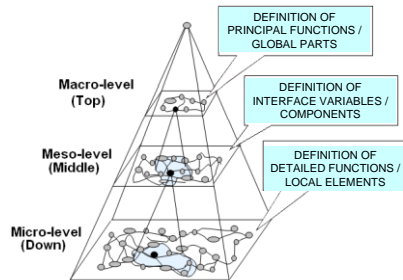 DEFINITION OF
PRINCIPAL FUNCTIONS /
GLOBAL PARTS
Macro-level
(Top)
DEFINITION OF
INTERFACE VARIABLES /
COMPONENTS
Meso-level
(Middle)
DEFINITION OF
DETAILED FUNCTIONS /
LOCAL ELEMENTS
Micro-level
(Down)